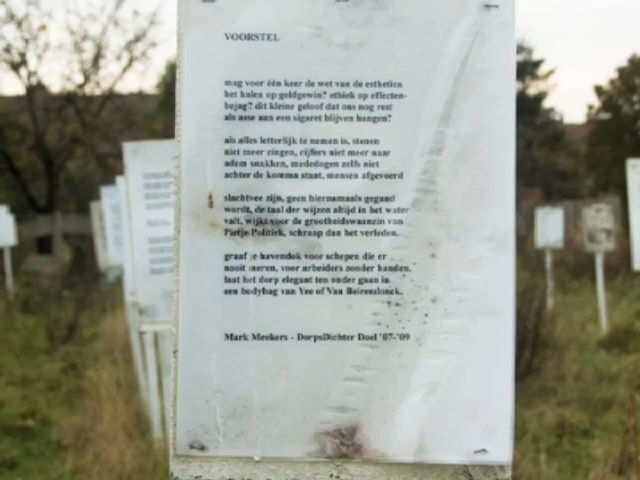 VOORSTEL
mag voor één keer de wet van de esthetica
het halen op geldgewin? ethiek op effecten-
bejag? dit kleine geloof dat ons nog rest
als asse aan een sigaret blijven hangen?
als alles letterlijk te nemen is, stenen
niet meer zingen, cijfers niet meer naar
adem snakken, mededogen zelfs niet
achter de komma staat, mensen afgevoerd
slachtvee zijn, geen hiernamaals gegund
wordt, de taal der wijzen altijd in het water
valt, wijkt voor de grootheidswaanzin van
Pietje Politiek, schraap dan het verleden.
graaf je havendok voor schepen die er
nooit meren, voor arbeiders zonder handen.
laat het dorp elegant ten onder gaan in
een bodybag van Yee of Van Beirendonck.
Mark Meekers - DorpsDichter Doel '07-'09